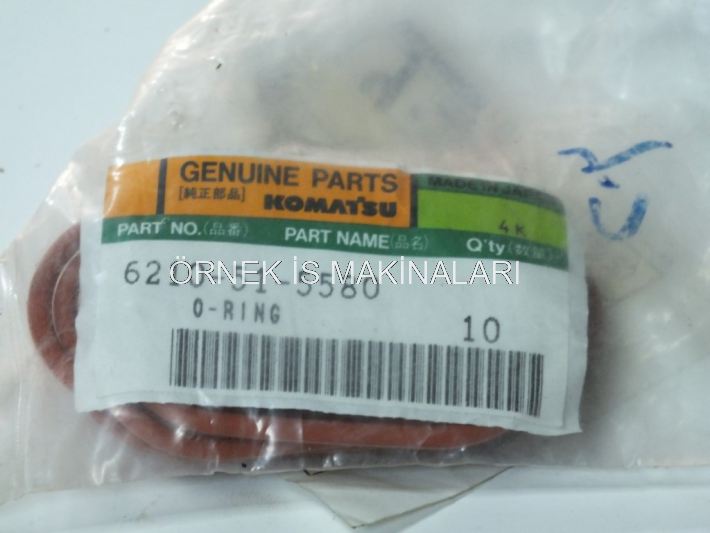 GENUINE PARTS
[純正部品] KOMATSU
MADE IN
4K
PART NO.(品番) PART NAME(品名) Q'ty
ÖRNEK İŞ MAKİNALARI
O-RING
10